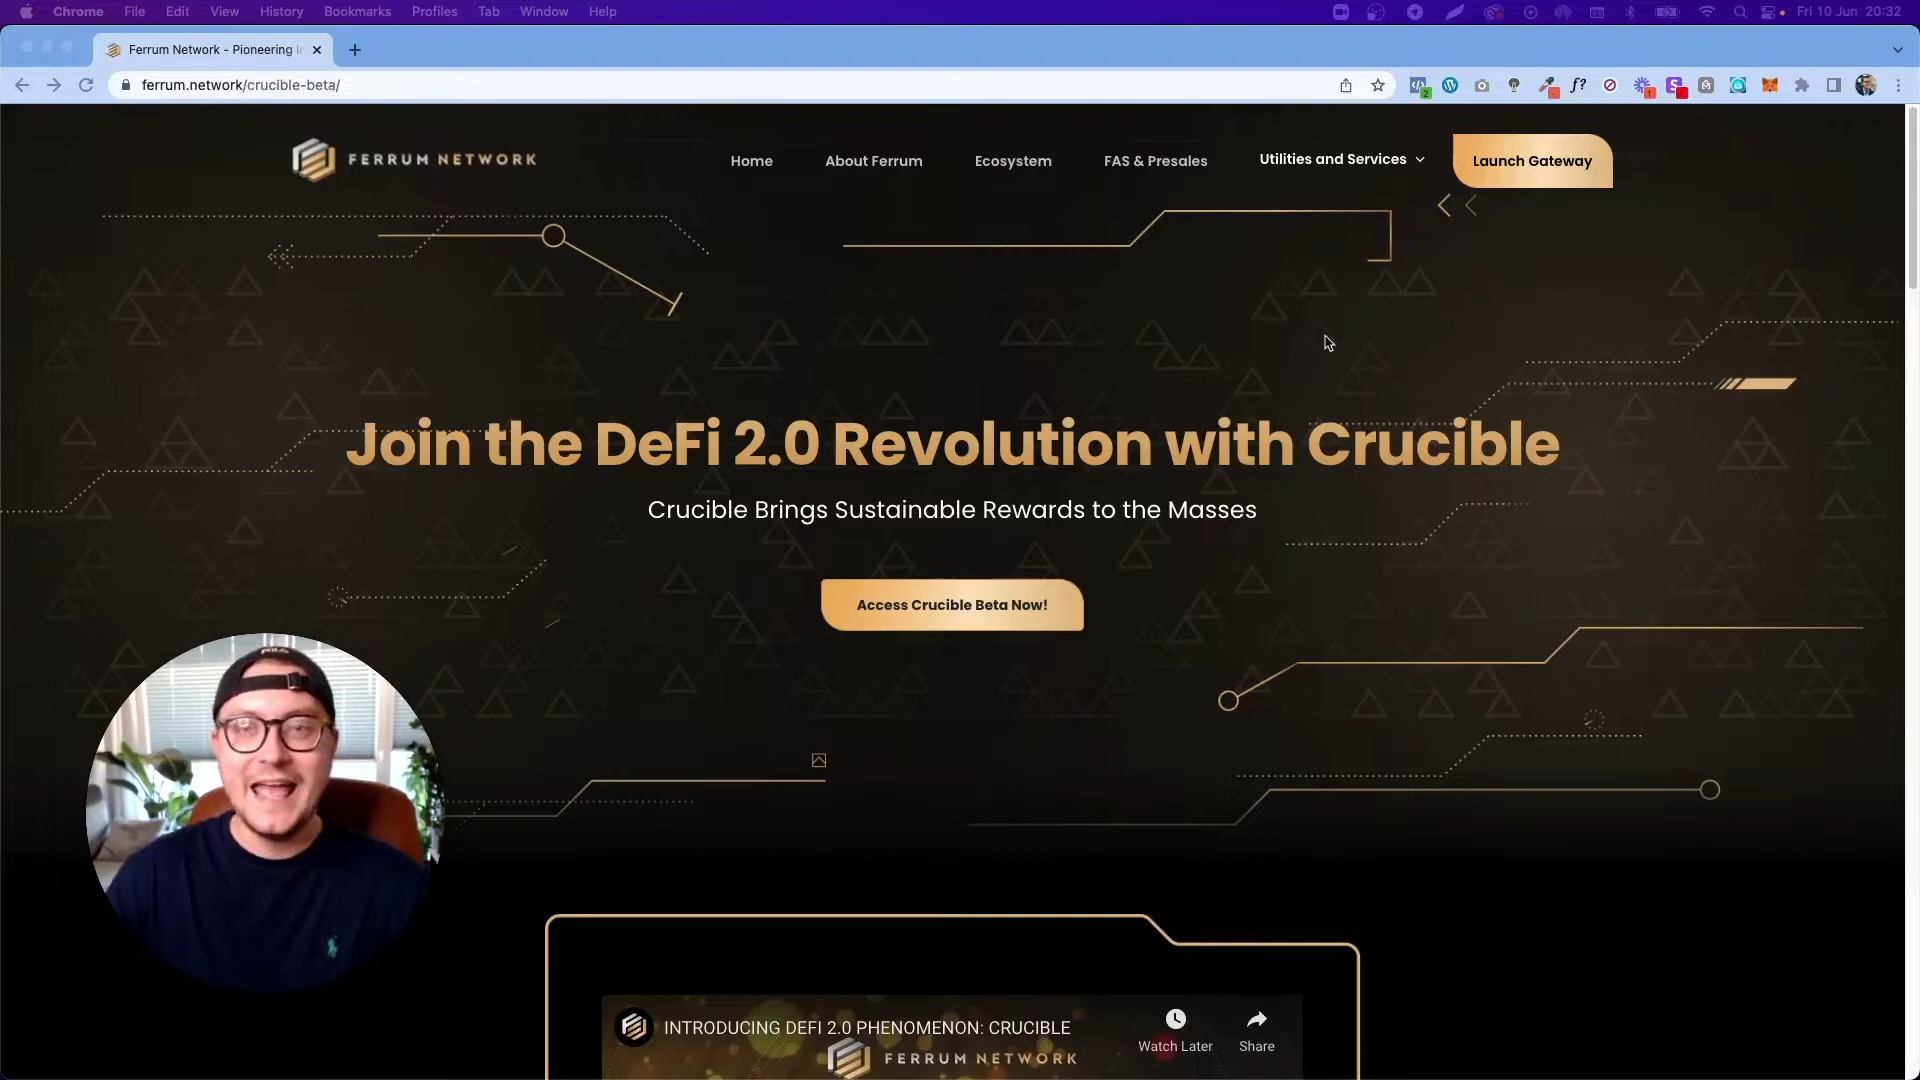 Chrome File Edit View History Bookmarks Profiles Tab Window Help Fri 10 Jun 20:32
Ferrum Network - Pioneering
ferrum.network/crucible-beta/
FERRUM NETWORK
Home About Ferrum Ecosystem FAS & Presales Utilities and Services Launch Gateway
Join the DeFi 2.0 Revolution with Crucible
Crucible Brings Sustainable Rewards to the Masses
Access Crucible Beta Now!
POLO
INTRODUCING DEFI 2.0 PHENOMENON: CRUCIBLE
Watch Later Share
FERRUM NETWORK